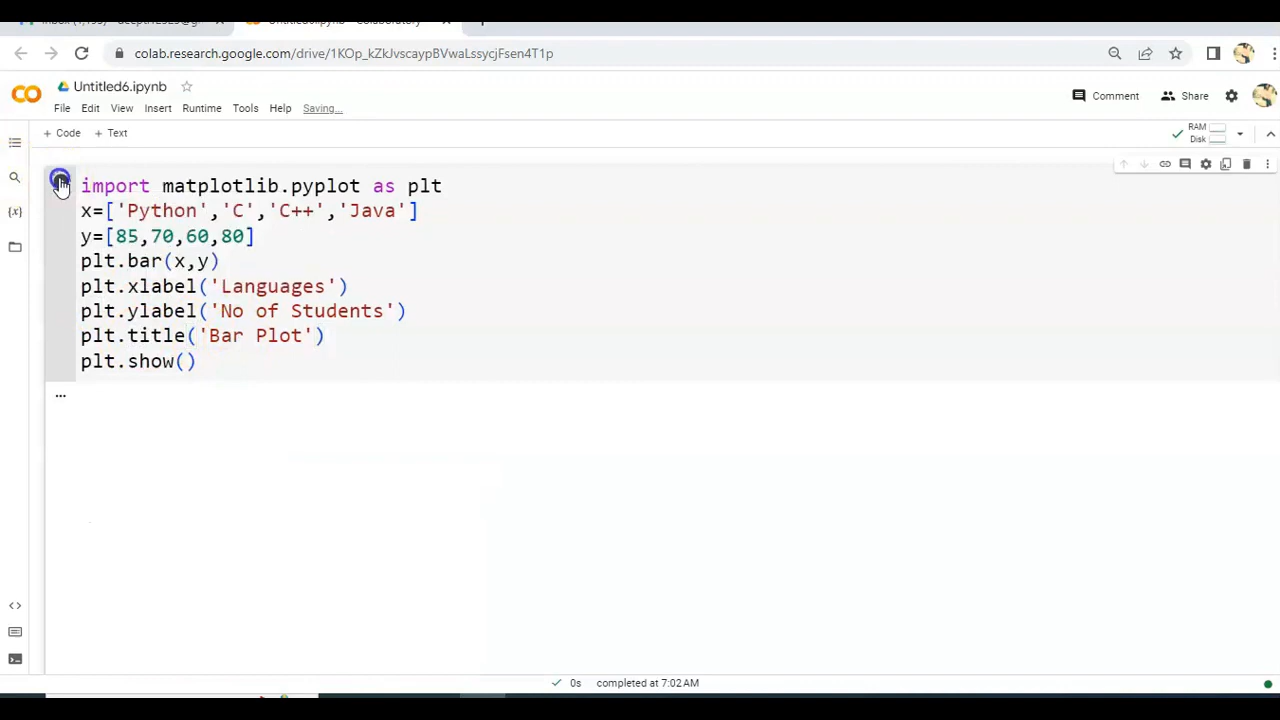 colab.research.google.com/drive/1KOp_kZkJvscaypBVwaLssycjFsen4T1p
Untitled6.ipynb
Comment
Share
File Edit View Insert Runtime Tools Help Saving...
+ Code + Text
RAM
Disk
import matplotlib.pyplot as plt
x=['Python','C','C++','Java']
y=[85,70,60,80]
plt.bar(x,y)
plt.xlabel('Languages')
plt.ylabel('No of Students')
plt.title('Bar Plot')
plt.show()
...
0s completed at 7:02 AM